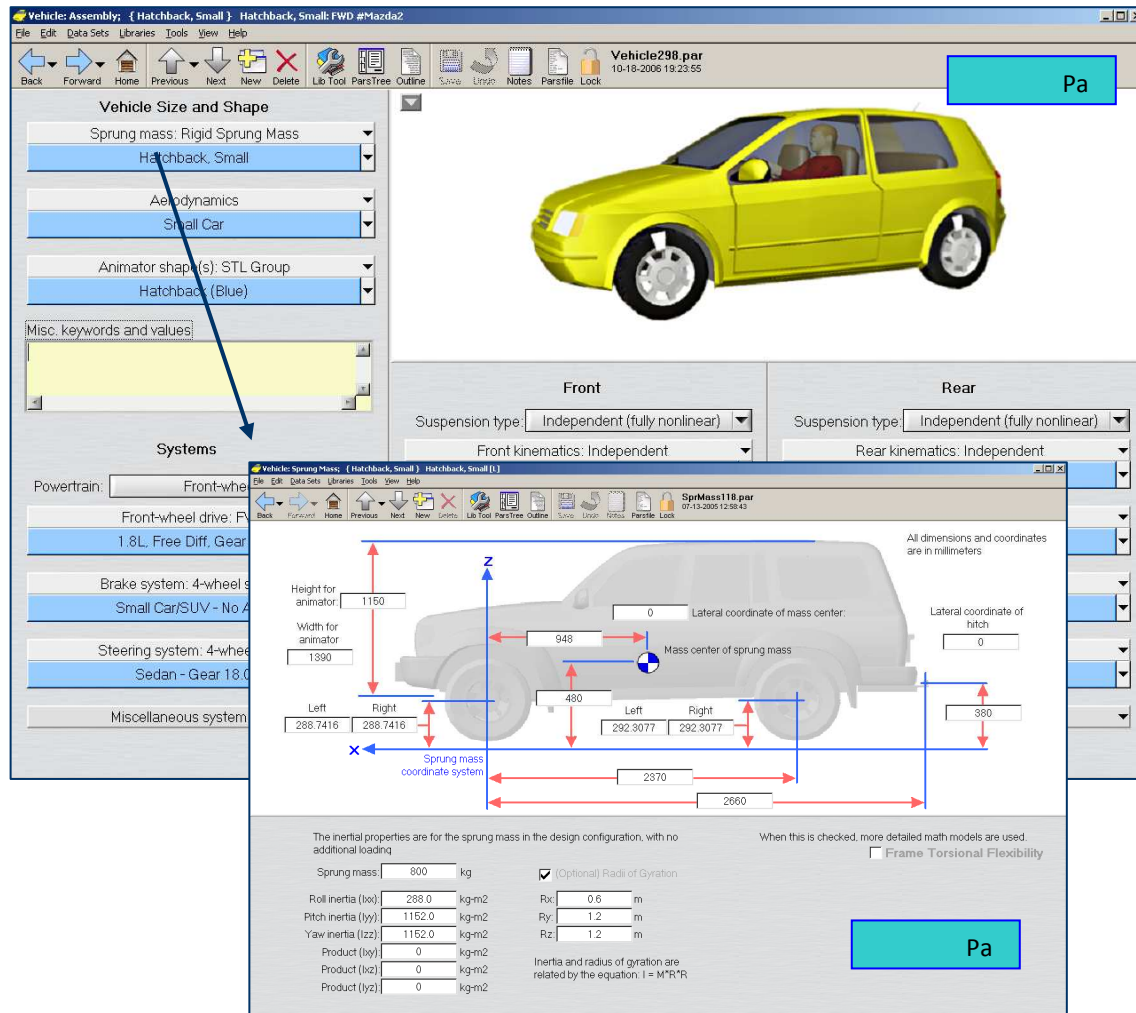 Vehicle: Assembly; { Hatchback, Small } Hatchback, Small: FWD #Mazda2
File Edit Data Sets Libraries Tools View Help
Back Forward Home Previous Next New Delete Lib Tool ParsTree Outline Save Undo Notes Parsfile Lock
Vehicle298.par
10-18-2006 19:23:55
Pa
Vehicle Size and Shape
Sprung mass: Rigid Sprung Mass
Hatchback, Small
Aerodynamics
Small Car
Animator shape(s): STL Group
Hatchback (Blue)
Misc. keywords and values
Front
Suspension type: Independent (fully nonlinear)
Front kinematics: Independent
Rear
Suspension type: Independent (fully nonlinear)
Rear kinematics: Independent
Systems
Powertrain: Front-whee
Front-wheel drive: F
1.8L, Free Diff, Gear
Brake system: 4-wheel s
Small Car/SUV - No A
Steering system: 4-whee
Sedan - Gear 18.0
Miscellaneous system
Vehicle: Sprung Mass; { Hatchback, Small } Hatchback, Small [L]
File Edit Data Sets Libraries Tools View Help
Back Forward Home Previous Next New Delete Lib Tool ParsTree Outline Save Undo Notes Parsfile Lock
SprMass118.par
07-13-2005 12:58:43
All dimensions and coordinates
are in millimeters
Z
Height for
animator: 1150
Width for
animator
1390
0 Lateral coordinate of mass center:
Lateral coordinate of
hitch
0
948
Mass center of sprung mass
480
Left Right
288.7416 288.7416
Left Right
292.3077 292.3077
380
X
Sprung mass
coordinate system
2370
2660
The inertial properties are for the sprung mass in the design configuration, with no
additional loading
When this is checked, more detailed math models are used.
Frame Torsional Flexibility
Sprung mass: 800 kg
(Optional) Radii of Gyration
Roll inertia (Ixx): 288.0 kg-m2
Rx: 0.6 m
Pitch inertia (Iyy): 1152.0 kg-m2
Ry: 1.2 m
Yaw inertia (Izz): 1152.0 kg-m2
Rz: 1.2 m
Product (Ixy): 0 kg-m2
Product (Ixz): 0 kg-m2
Product (Iyz): 0 kg-m2
Inertia and radius of gyration are
related by the equation: I = M*R*R
Pa